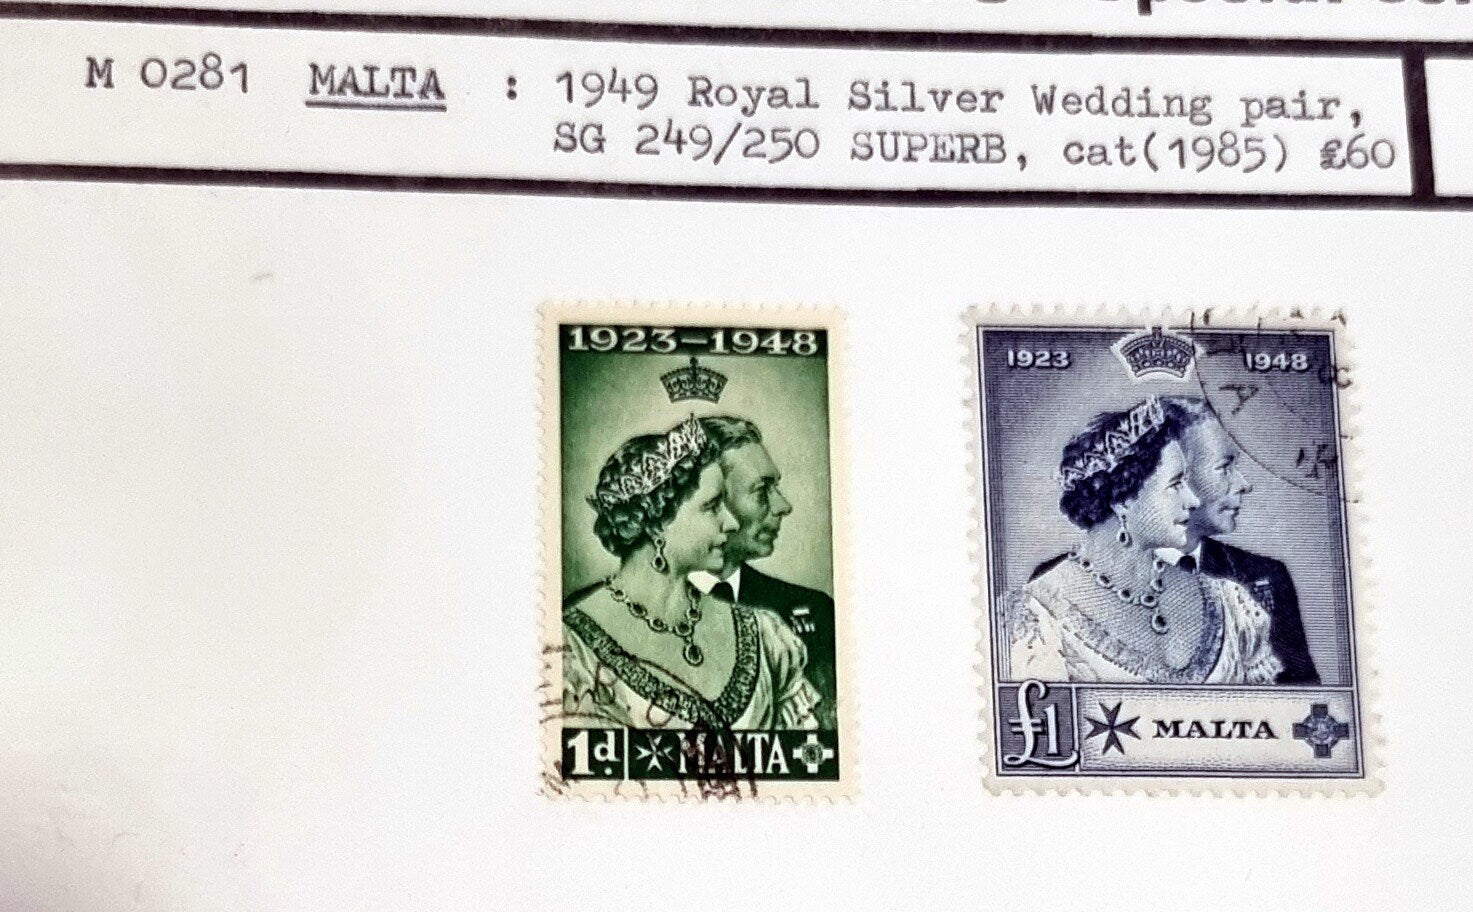 M 0281 MALTA : 1949 Royal Silver Wedding pair,
SG 249/250 SUPERB, cat(1985) £60
1923-1948
1d. MALTA
1923 1948
£1 MALTA